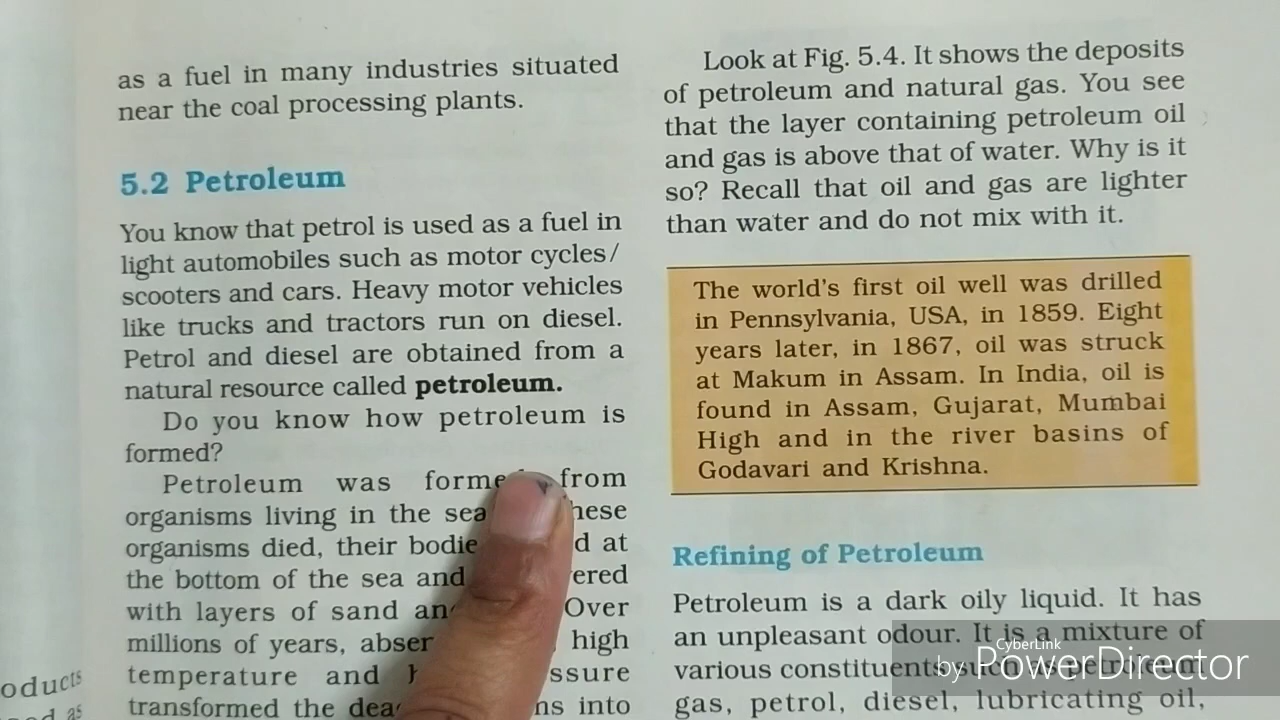 as a fuel in many industries situated
near the coal processing plants.
5.2 Petroleum
You know that petrol is used as a fuel in
light automobiles such as motor cycles/
scooters and cars. Heavy motor vehicles
like trucks and tractors run on diesel.
Petrol and diesel are obtained from a
natural resource called petroleum.
Do you know how petroleum is
formed?
Petroleum was from
organisms living in the sea
organisms died, their at
the bottom of the sea and
with layers of sand Over
millions of years, high
temperature and
transformed the into
Look at Fig. 5.4. It shows the deposits
of petroleum and natural gas. You see
that the layer containing petroleum oil
and gas is above that of water. Why is it
so? Recall that oil and gas are lighter
than water and do not mix with it.
The world's first oil well was drilled
in Pennsylvania, USA, in 1859. Eight
years later, in 1867, oil was struck
at Makum in Assam. In India, oil is
found in Assam, Gujarat, Mumbai
High and in the river basins of
Godavari and Krishna.
Refining of Petroleum
Petroleum is a dark oily liquid. It has
an unpleasant odour. It is a mixture of
various constituents such as petroleum
gas, petrol, diesel, lubricating oil,
CyberLink
by PowerDirector